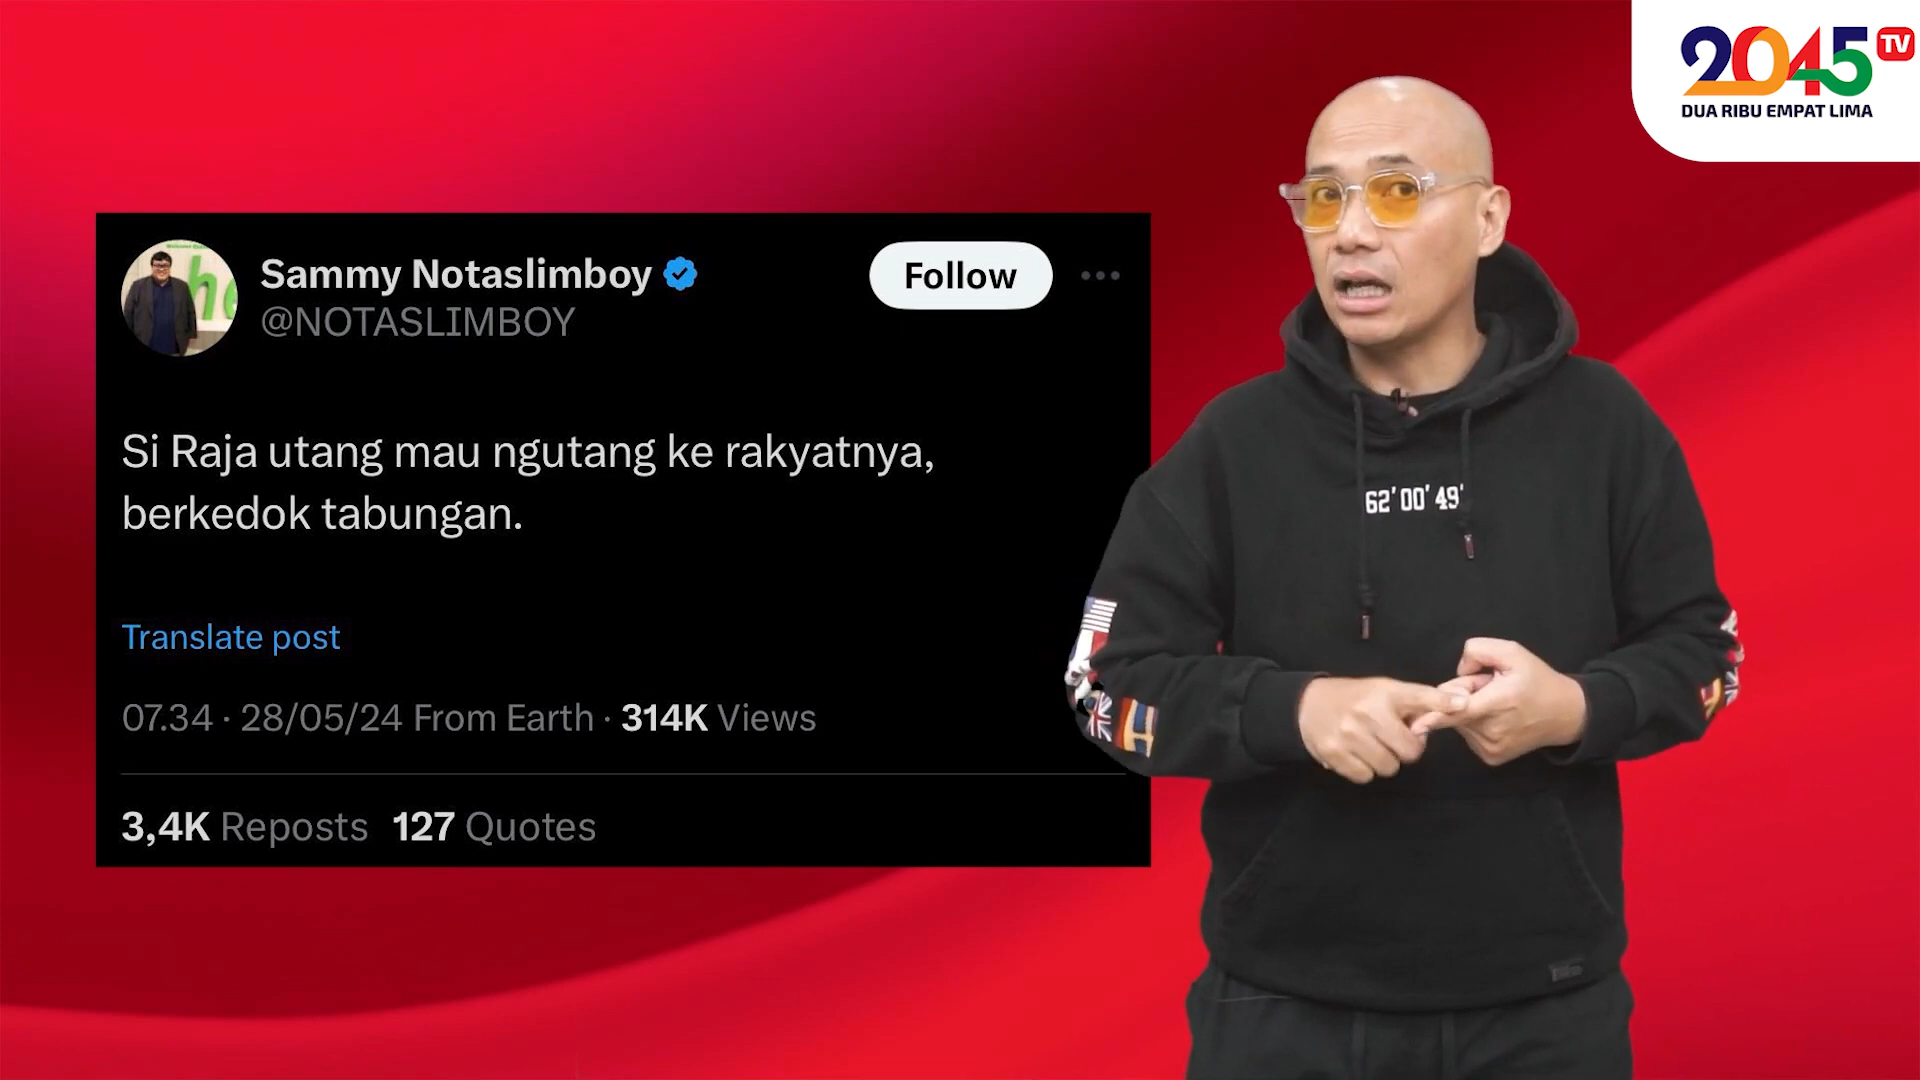 2045 TV
DUA RIBU EMPAT LIMA
Sammy Notaslimboy
Follow
@NOTASLIMBOY
Si Raja utang mau ngutang ke rakyatnya,
berkedok tabungan.
Translate post
07.34 · 28/05/24 From Earth · 314K Views
3,4K Reposts 127 Quotes
62'00'49'